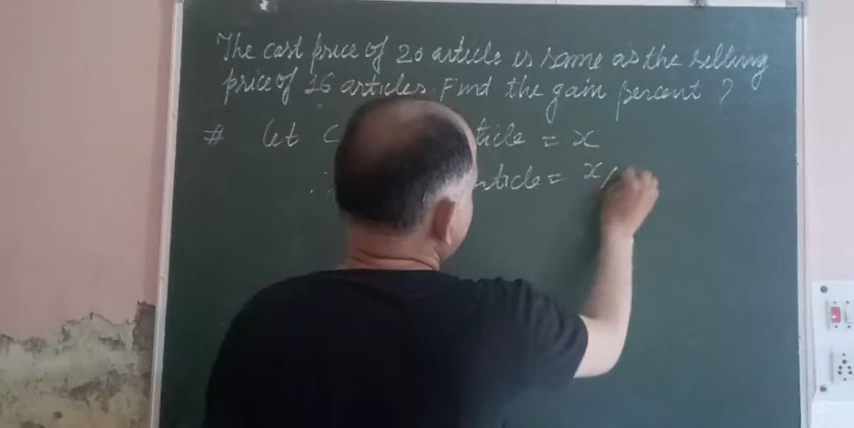 The cost price of 20 article is same as the selling
price of 16 articles. Find the gain percent ?
# let C ticle = x
∴ rticle = x/